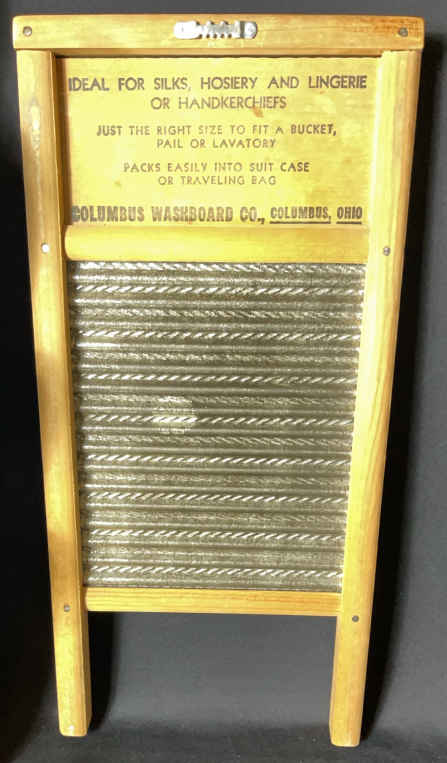 IDEAL FOR SILKS, HOSIERY AND LINGERIE
OR HANDKERCHIEFS
JUST THE RIGHT SIZE TO FIT A BUCKET,
PAIL OR LAVATORY
PACKS EASILY INTO SUIT CASE
OR TRAVELING BAG
COLUMBUS WASHBOARD CO., COLUMBUS, OHIO